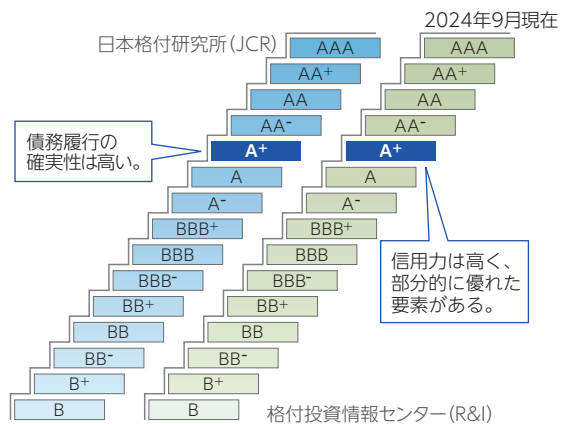 2024年9月現在
日本格付研究所(JCR)
AAA
AA+
AA
AA-
A+
A
A-
BBB+
BBB
BBB-
BB+
BB
BB-
B+
B
債務履行の
確実性は高い。
AAA
AA+
AA
AA-
A+
A
A-
BBB+
BBB
BBB-
BB+
BB
BB-
B+
B
信用力は高く、
部分的に優れた
要素がある。
格付投資情報センター(R&I)